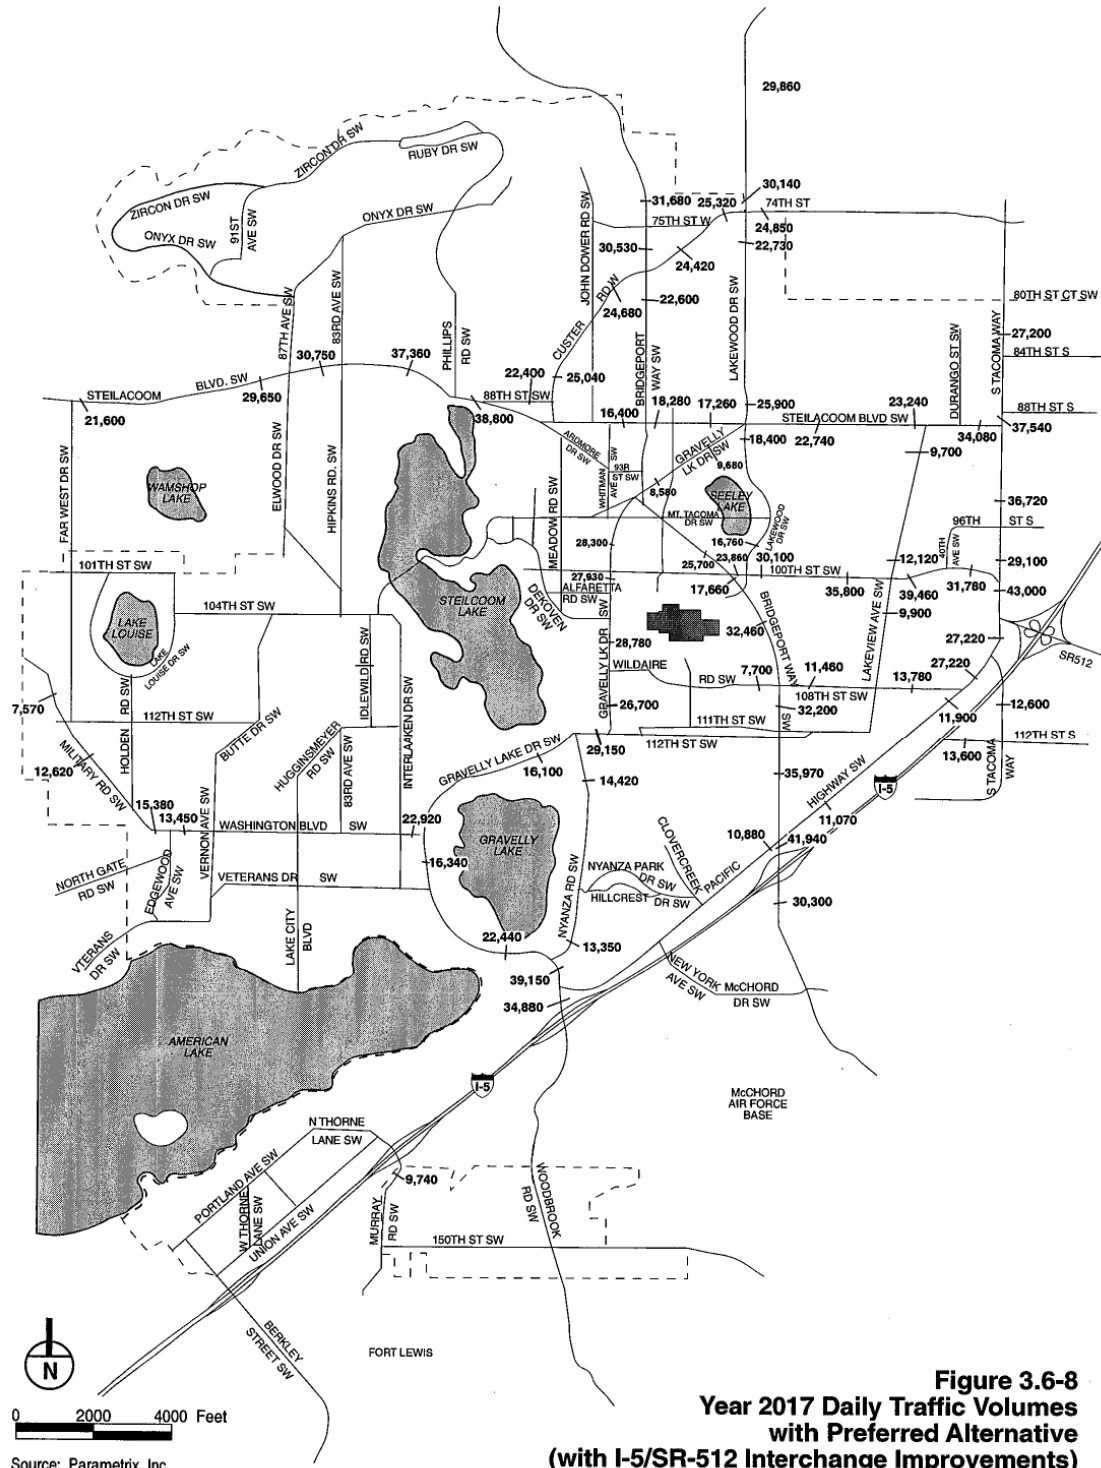 29,860
ZIRCON DR SW
RUBY DR SW
ZIRCON DR SW
ONYX DR SW
91ST
AVE SW
ONYX DR SW
JOHN DOWER RD SW
31,680
25,320
30,140
74TH ST
75TH ST W
24,850
22,730
30,530
24,420
22,600
24,680
CUSTER
RD W
BRIDGEPORT
WAY SW
LAKEWOOD DR SW
80TH ST CT SW
27,200
84TH ST S
S TACOMA WAY
DURANGO ST SW
87TH AVE SW
83RD AVE SW
PHILLIPS
RD SW
30,750
37,360
STEILACOOM
BLVD. SW
29,650
21,600
22,400
25,040
88TH ST SW
38,800
16,400
18,280
17,260
25,900
STEILACOOM BLVD SW
23,240
88TH ST S
22,740
34,080
37,540
18,400
9,700
ARDMORE
DR SW
GRAVELLY
LK DR SW
9,680
93R
ST SW
WHITMAN
AVE SW
8,580
FAR WEST DR SW
WAMSHOP
LAKE
ELWOOD DR SW
HIPKINS RD. SW
MEADOW RD SW
SEELEY
LAKE
MT. TACOMA
DR SW
LAKEWOOD
DR SW
36,720
96TH
ST S
40TH
AVE SW
28,300
16,760
25,700
23,860
30,100
100TH ST SW
12,120
29,100
101TH ST SW
27,930
ALFARETTA
RD SW
17,660
35,800
39,460
31,780
43,000
LAKE
LOUISE
104TH ST SW
STEILCOOM
LAKE
DEKOVEN
DR SW
9,900
LAKEVIEW AVE SW
LAKE
LOUISE DR SW
IDLEWILD RD SW
GRAVELLY LK DR SW
28,780
32,460
BRIDGEPORT WAY
SW
27,220
SR512
WILDAIRE
RD SW
7,700
11,460
108TH ST SW
13,780
27,220
7,570
HOLDEN RD SW
112TH ST SW
26,700
32,200
11,900
12,600
111TH ST SW
112TH ST SW
29,150
112TH ST S
13,600
S TACOMA
WAY
BUTTE DR SW
HUGGINSMEYER
RD SW
83RD AVE SW
INTERLAAKEN DR SW
GRAVELLY LAKE DR SW
16,100
14,420
35,970
HIGHWAY SW
I-5
MILITARY RD SW
12,620
15,380
13,450
VERNON AVE SW
WASHINGTON BLVD SW
22,920
GRAVELLY
LAKE
11,070
10,880
41,940
CLOVERCREEK
PACIFIC
16,340
NYANZA PARK
DR SW
HILLCREST DR SW
NORTH GATE
RD SW
EDGEWOOD
AVE SW
VETERANS DR SW
NYANZA RD SW
30,300
LAKE CITY
BLVD
22,440
13,350
VTERANS
DR SW
39,150
34,880
NEW YORK
AVE SW
McCHORD
DR SW
AMERICAN
LAKE
I-5
McCHORD
AIR FORCE
BASE
N THORNE
LANE SW
PORTLAND AVE SW
W THORNE
LANE SW
UNION AVE SW
9,740
MURRAY
RD SW
WOODBROOK
RD SW
150TH ST SW
BERKLEY
STREET SW
FORT LEWIS
N
0 2000 4000 Feet
Source: Parametrix, Inc.
Figure 3.6-8
Year 2017 Daily Traffic Volumes
with Preferred Alternative
(with I-5/SR-512 Interchange Improvements)